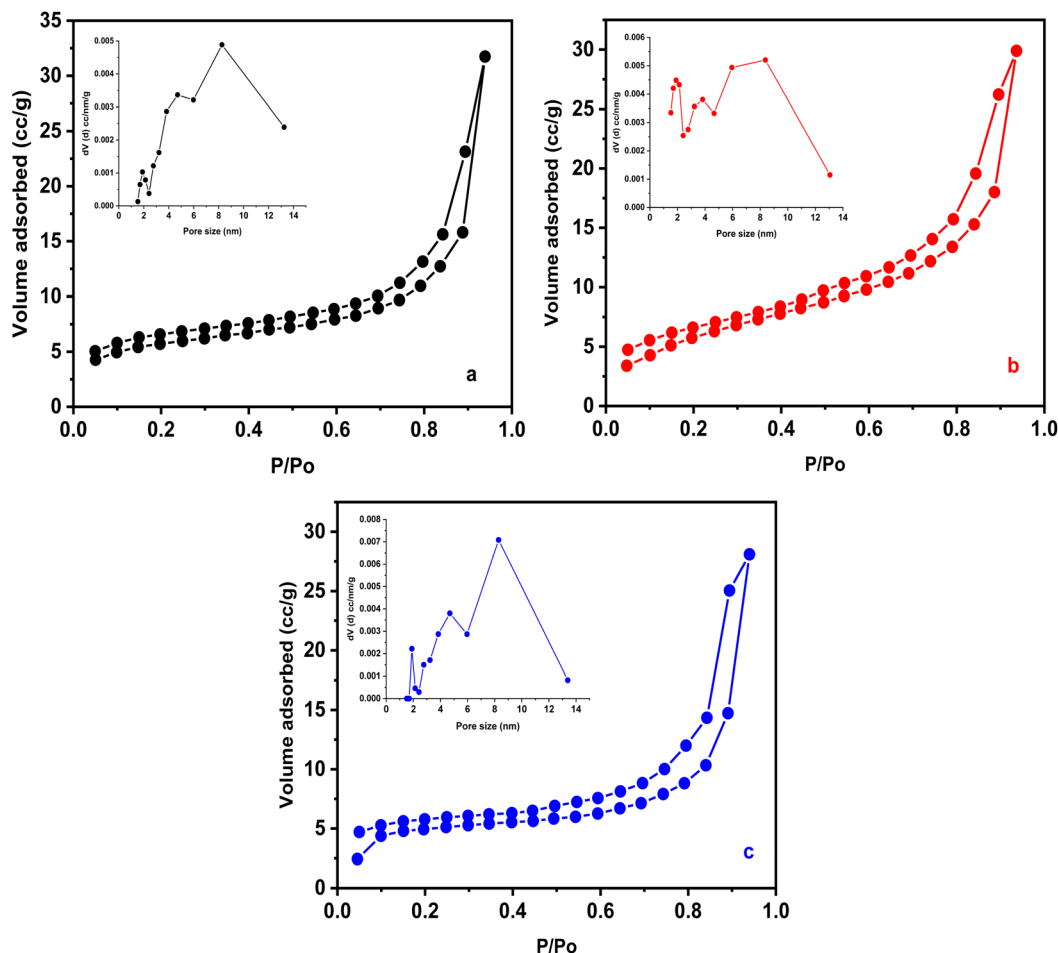 35
30
25
20
15
10
5
0
Volume adsorbed (cc/g)
0.0 0.2 0.4 0.6 0.8 1.0
P/Po
a
0.005
0.004
0.003
0.002
0.001
0.000
dV (d) cc/nm/g
0 2 4 6 8 10 12 14
Pore size (nm)
30
25
20
15
10
5
0
Volume adsorbed (cc/g)
0.0 0.2 0.4 0.6 0.8 1.0
P/Po
b
0.006
0.005
0.004
0.003
0.002
0.001
0.000
dV (d) cc/nm/g
0 2 4 6 8 10 12 14
Pore size (nm)
30
25
20
15
10
5
0
Volume adsorbed (cc/g)
0.0 0.2 0.4 0.6 0.8 1.0
P/Po
c
0.008
0.007
0.006
0.005
0.004
0.003
0.002
0.001
0.000
dV (d) cc/nm/g
0 2 4 6 8 10 12 14
Pore size (nm)